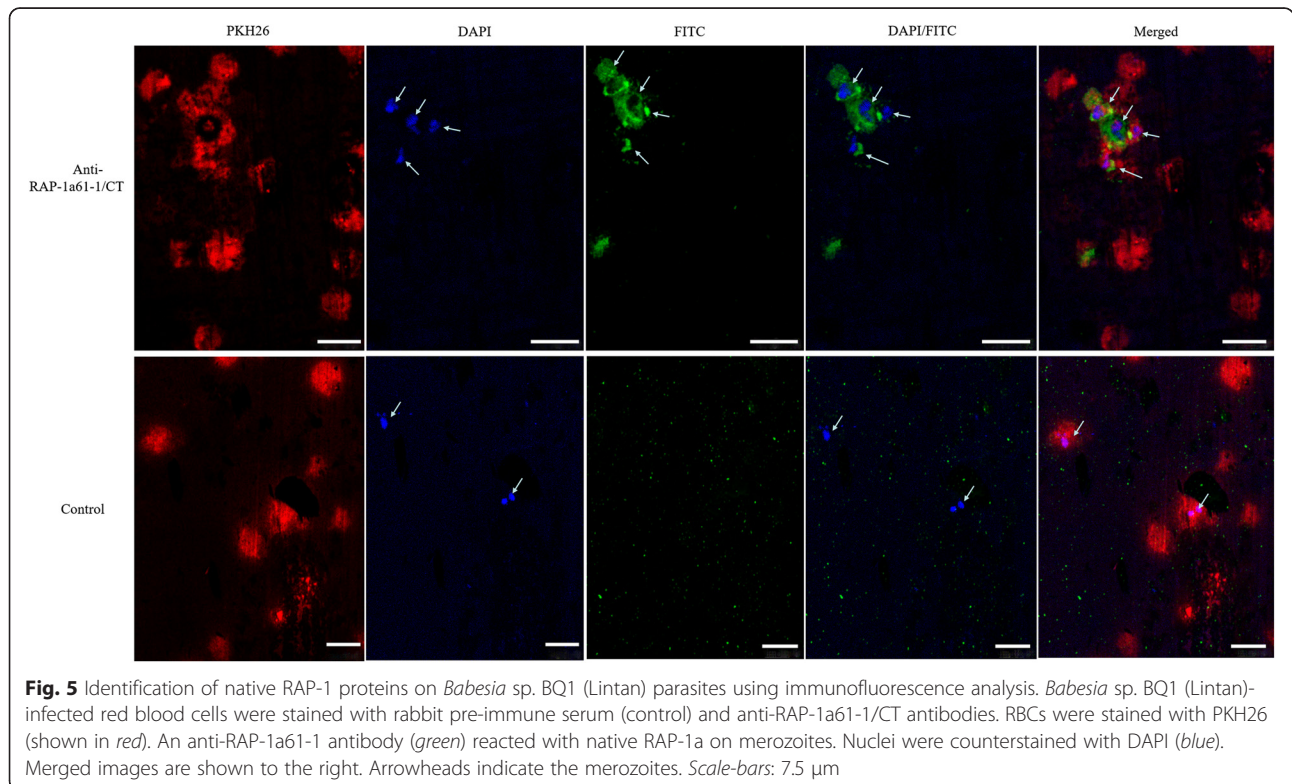 PKH26 DAPI FITC DAPI/FITC Merged
Anti-
RAP-1a61-1/CT
Control
Fig. 5 Identification of native RAP-1 proteins on Babesia sp. BQ1 (Lintan) parasites using immunofluorescence analysis. Babesia sp. BQ1 (Lintan)-
infected red blood cells were stained with rabbit pre-immune serum (control) and anti-RAP-1a61-1/CT antibodies. RBCs were stained with PKH26
(shown in red). An anti-RAP-1a61-1 antibody (green) reacted with native RAP-1a on merozoites. Nuclei were counterstained with DAPI (blue).
Merged images are shown to the right. Arrowheads indicate the merozoites. Scale-bars: 7.5 μm